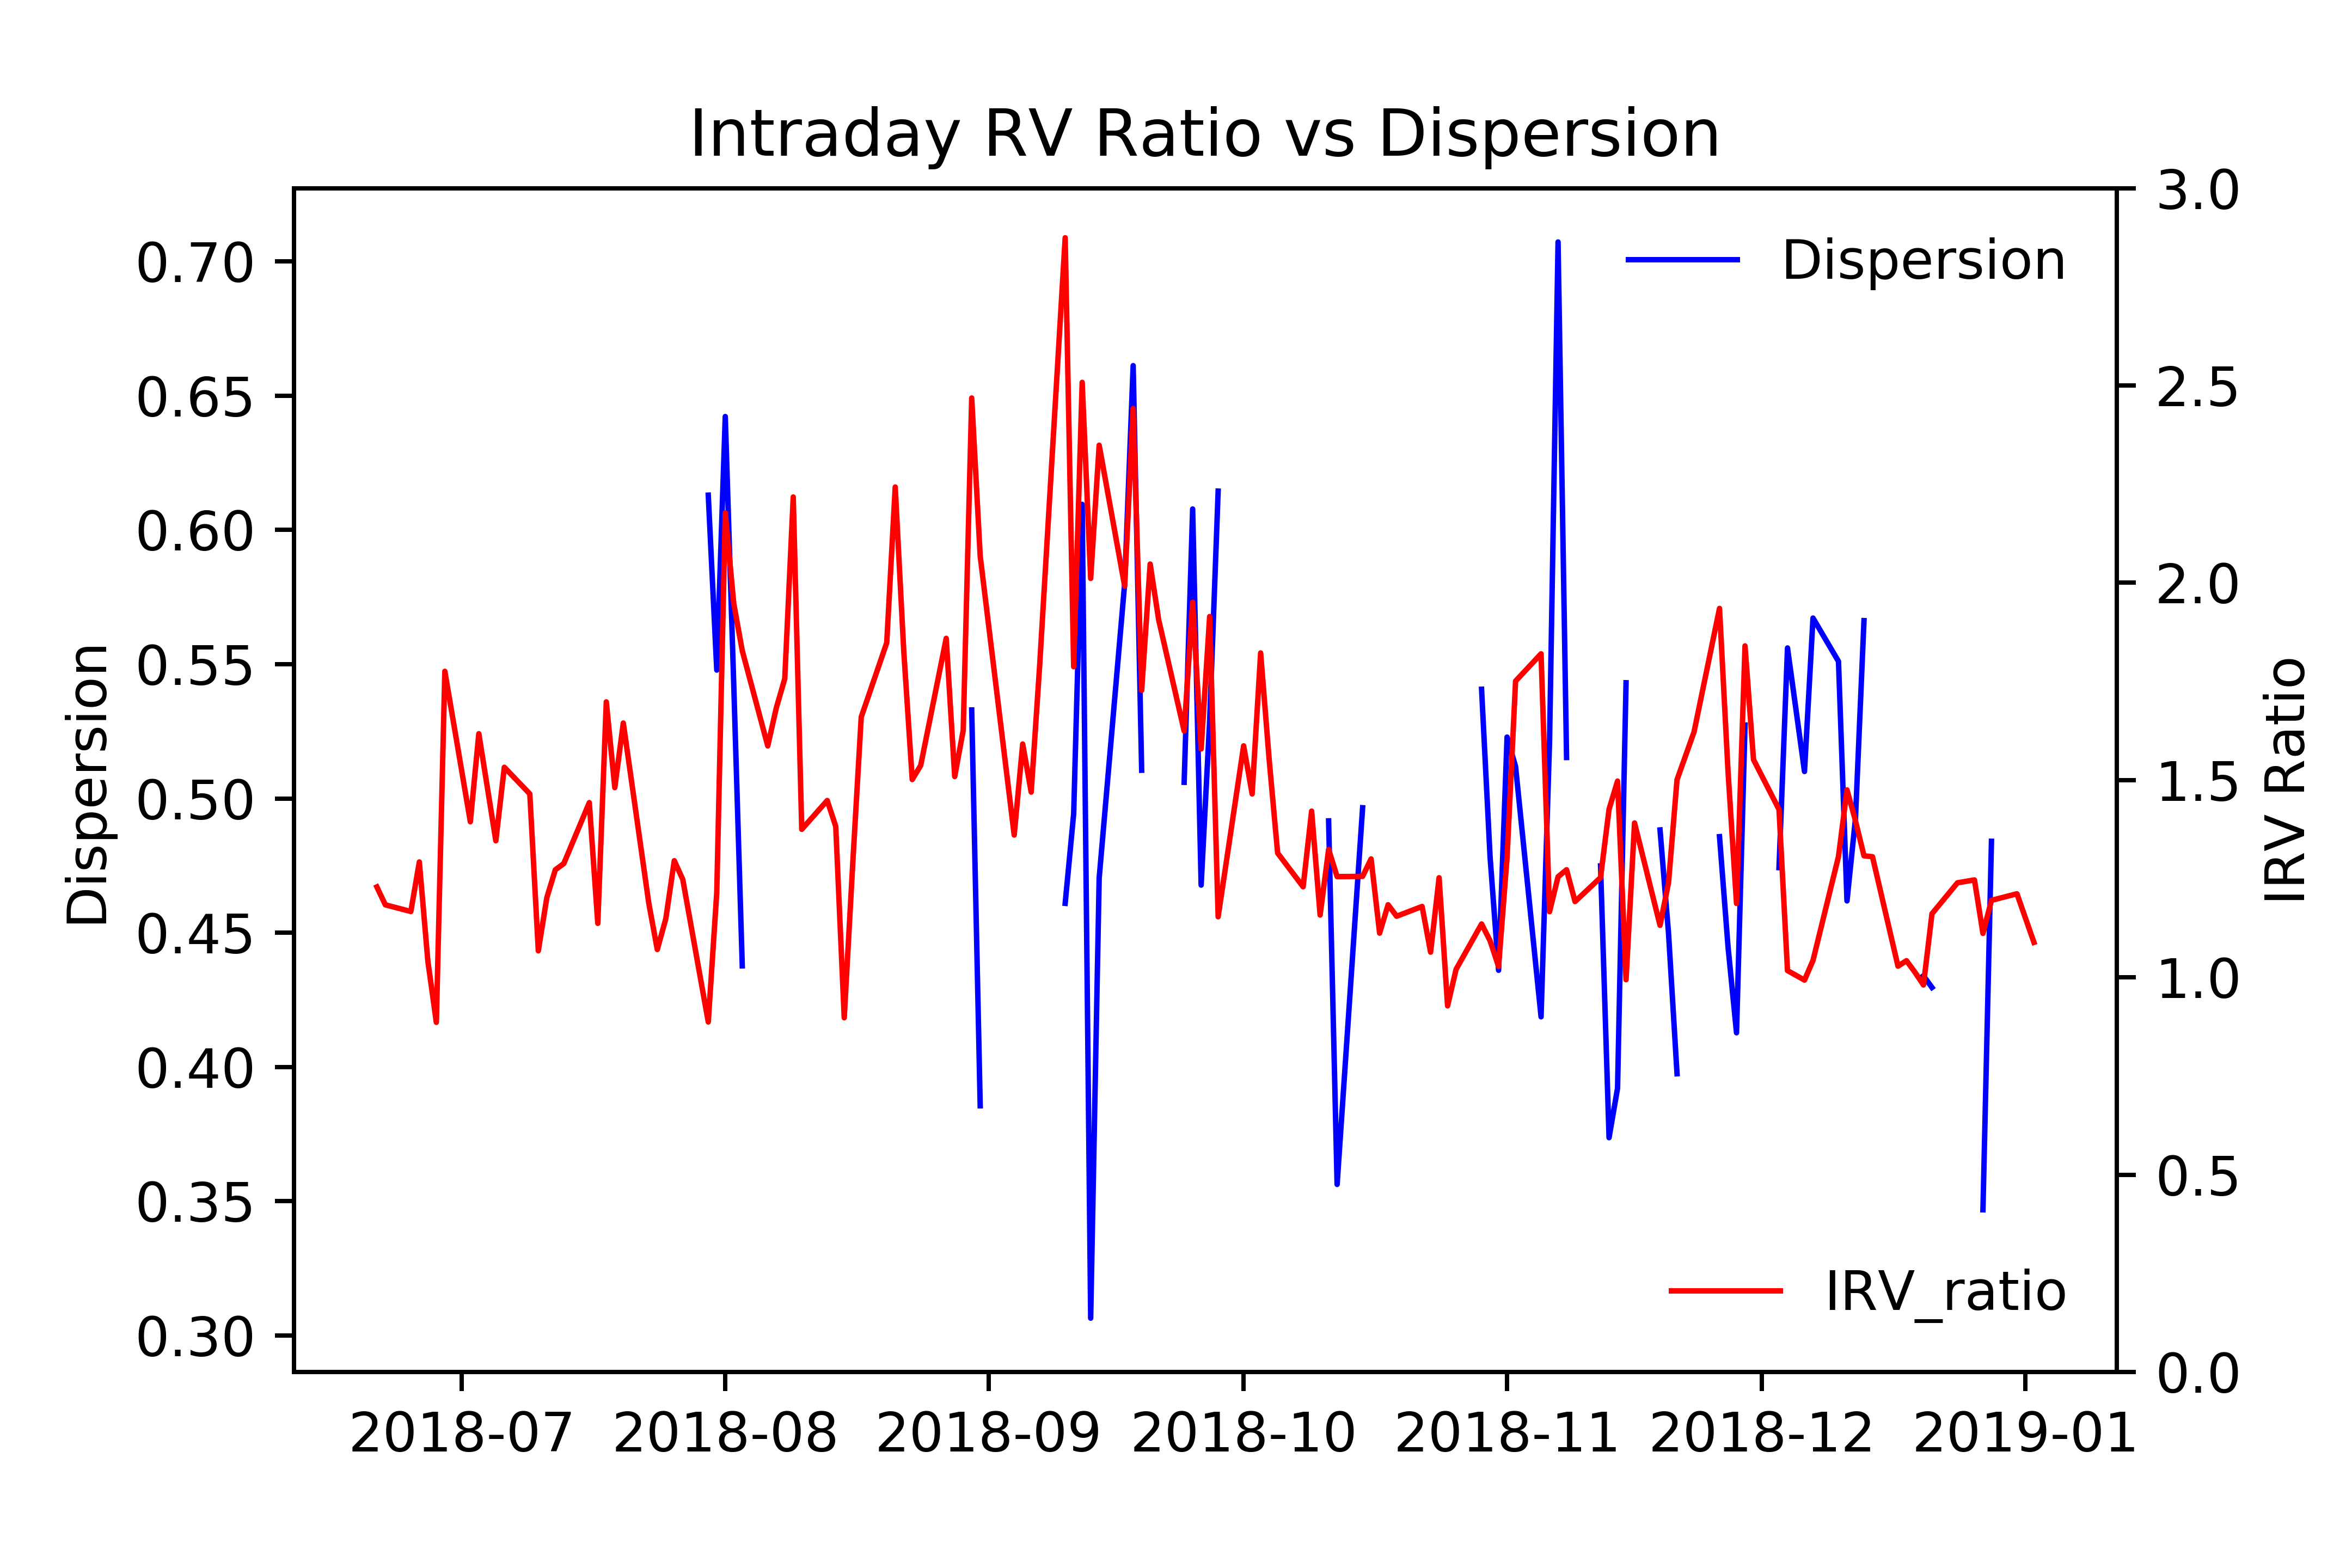 Intraday RV Ratio vs Dispersion
Dispersion
0.70
0.65
0.60
0.55
0.50
0.45
0.40
0.35
0.30
Dispersion
IRV_ratio
3.0
2.5
2.0
1.5
1.0
0.5
0.0
IRV Ratio
2018-07 2018-08 2018-09 2018-10 2018-11 2018-12 2019-01